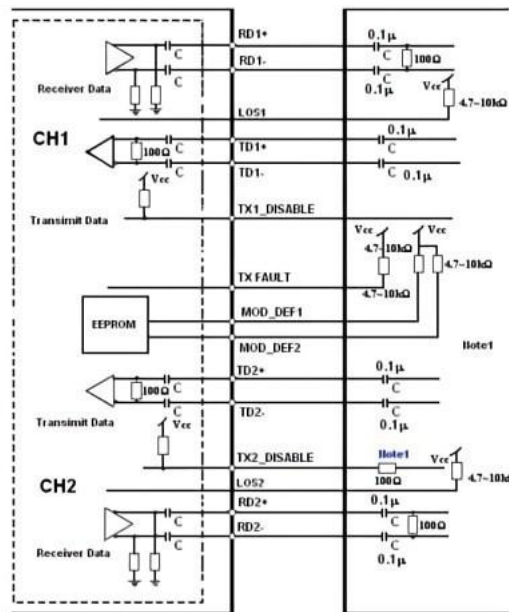 RD1+
0.1μ
C
100Ω
RD1-
C
C
0.1μ
Vcc
Receiver Data
4.7~10kΩ
LOS1
CH1
TD1+
0.1μ
100Ω
C
C
TD1-
C
C
0.1μ
Vcc
Transimit Data
TX1_DISABLE
Vcc
Vcc
4.7~10kΩ
4.7~10kΩ
TX FAULT
EEPROM
MOD_DEF1
MOD_DEF2
Note1
TD2+
0.1μ
100Ω
C
C
TD2-
C
C
0.1μ
Transimit Data
Vcc
TX2_DISABLE
Note1
Vcc
100Ω
4.7~10kΩ
CH2
LOS2
RD2+
0.1μ
C
C
100Ω
RD2-
C
C
0.1μ
Receiver Data